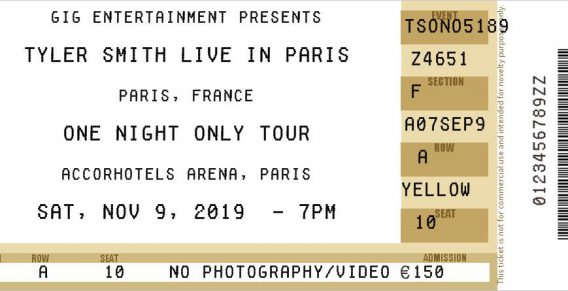 GIG ENTERTAINMENT PRESENTS
TYLER SMITH LIVE IN PARIS
PARIS, FRANCE
ONE NIGHT ONLY TOUR
ACCORHOTELS ARENA, PARIS
SAT, NOV 9, 2019 - 7PM
EVENT
TSONO5189
Z4651
SECTION
F
A07SEP9
ROW
A
YELLOW
SEAT
10
ROW SEAT ADMISSION
A 10 NO PHOTOGRAPHY/VIDEO €150
This ticket is not for commercial use and intended for novelty purpose only.
0123456789ZZ